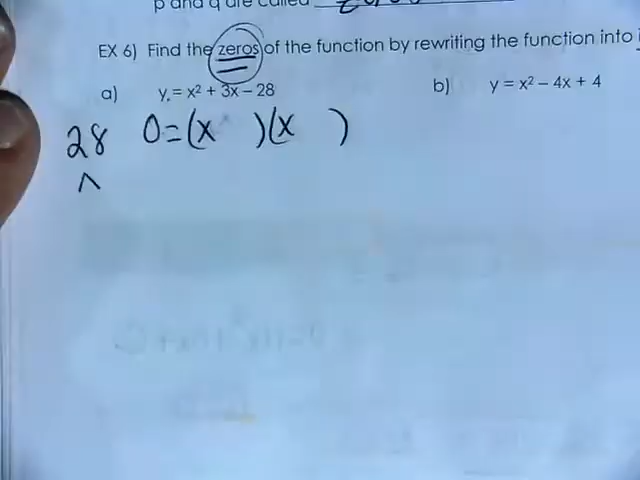 p and q are called
EX 6) Find the zeros of the function by rewriting the function into
a) y = x² + 3x – 28 b) y = x² – 4x + 4
28 0 = (x )(x )
^